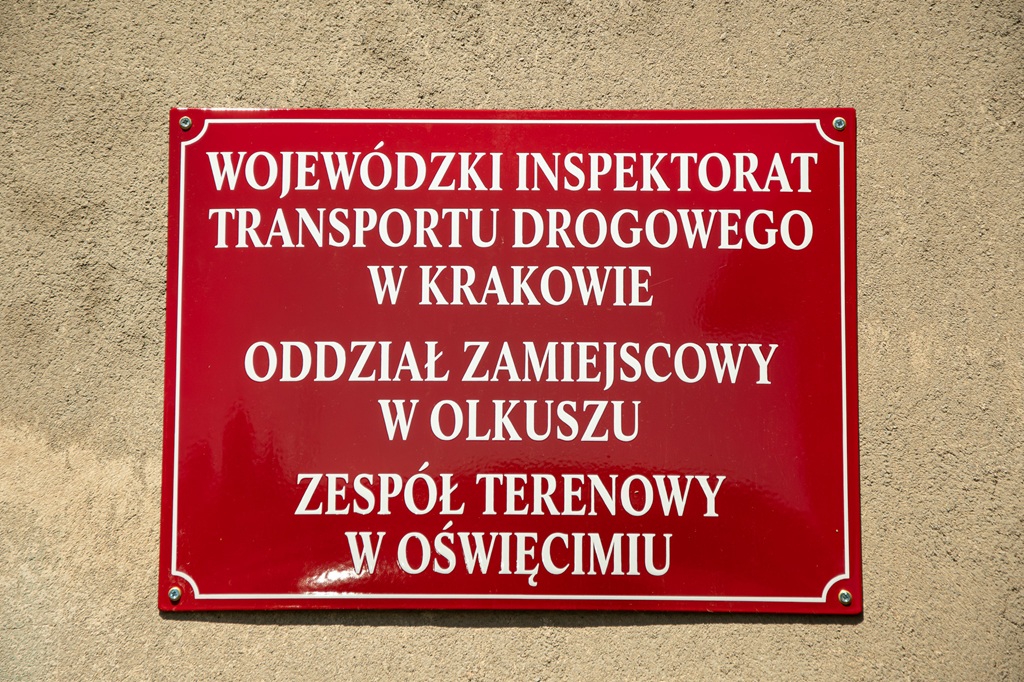 WOJEWÓDZKI INSPEKTORAT
TRANSPORTU DROGOWEGO
W KRAKOWIE
ODDZIAŁ ZAMIEJSCOWY
W OLKUSZU
ZESPÓŁ TERENOWY
W OŚWIĘCIMIU